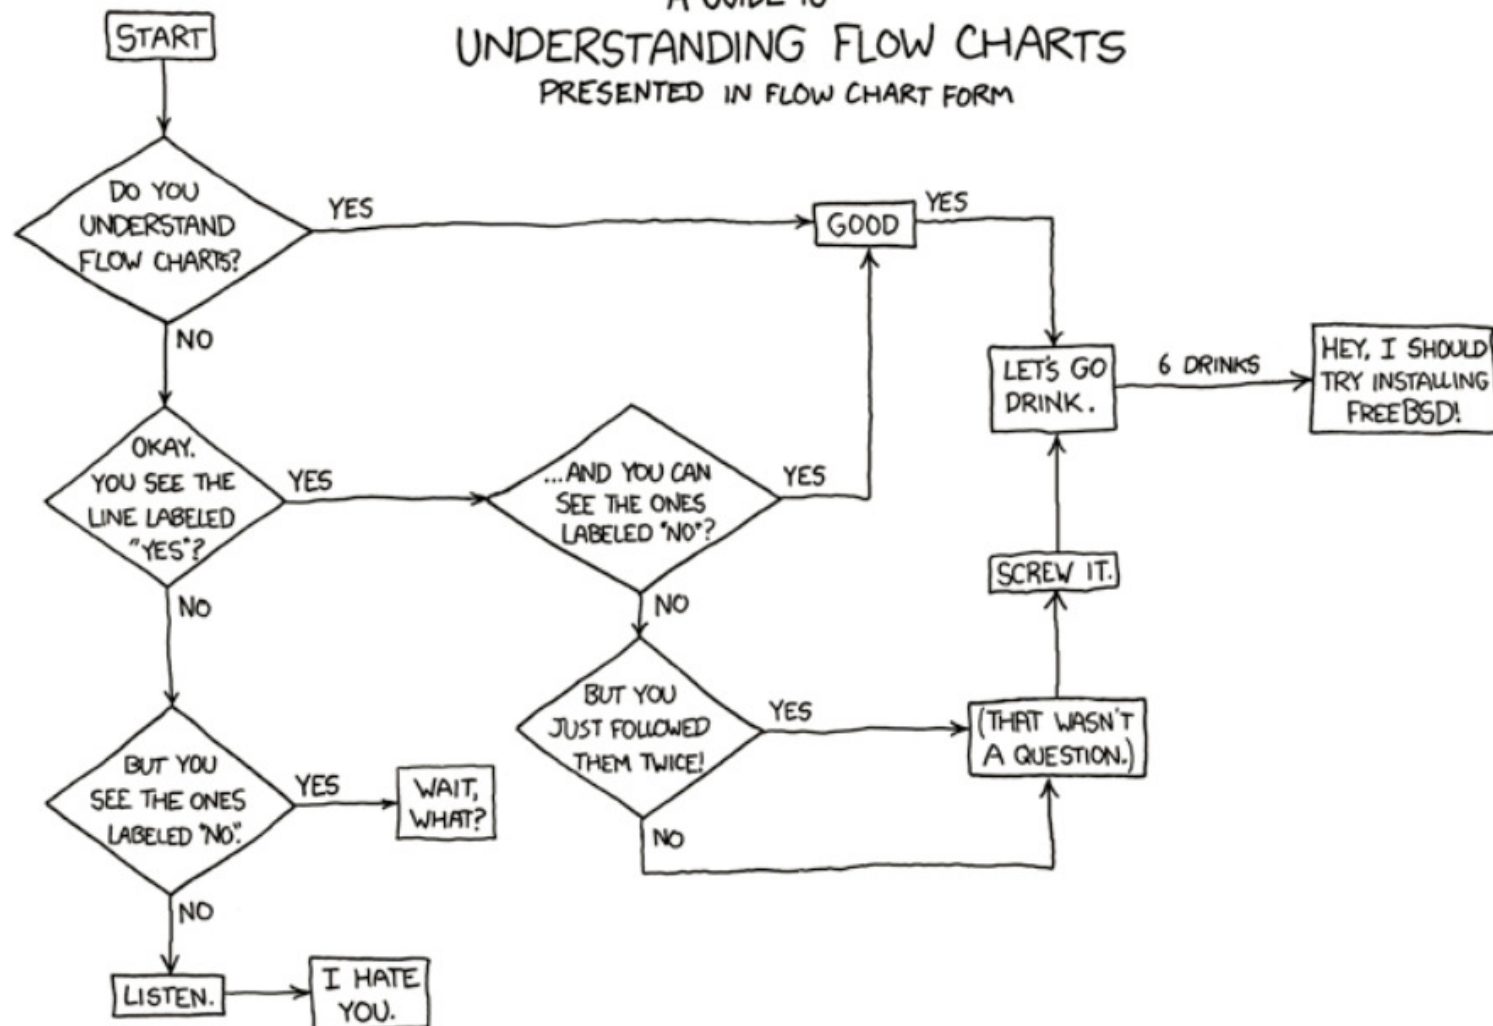 A GUIDE TO
UNDERSTANDING FLOW CHARTS
PRESENTED IN FLOW CHART FORM
START
DO YOU
UNDERSTAND
FLOW CHARTS?
YES
GOOD
YES
NO
LET'S GO
DRINK.
6 DRINKS
HEY, I SHOULD
TRY INSTALLING
FREEBSD!
OKAY.
YOU SEE THE
LINE LABELED
"YES"?
YES
...AND YOU CAN
SEE THE ONES
LABELED "NO"?
YES
NO
NO
SCREW IT.
BUT YOU
JUST FOLLOWED
THEM TWICE!
YES
(THAT WASN'T
A QUESTION.)
NO
BUT YOU
SEE THE ONES
LABELED "NO".
YES
WAIT,
WHAT?
NO
LISTEN.
I HATE
YOU.